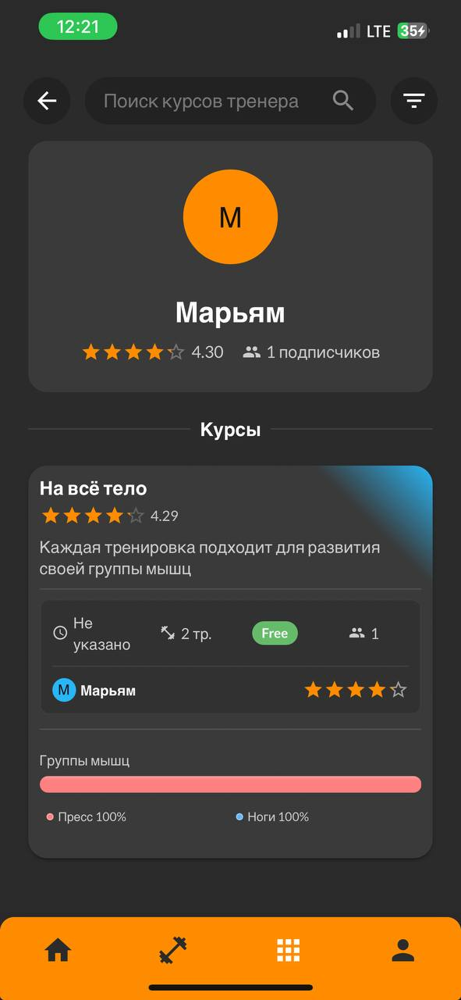 12:21
LTE 35
Поиск курсов тренера
М
Марьям
4.30 1 подписчиков
Курсы
На всё тело
4.29
Каждая тренировка подходит для развития
своей группы мышц
Не
указано
2 тр.
Free
1
М Марьям
Группы мышц
Пресс 100%
Ноги 100%